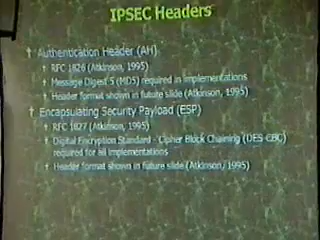 IPSEC Headers
† Authentication Header (AH)
† RFC 1826 (Atkinson, 1995)
† Message Digest 5 (MD5) required in implementations
† Header format shown in future slide (Atkinson, 1995)
† Encapsulating Security Payload (ESP)
† RFC 1827 (Atkinson, 1995)
† Digital Encryption Standard - Cipher Block Chaining (DES-CBC)
required for all implementations
† Header format shown in future slide (Atkinson, 1995)